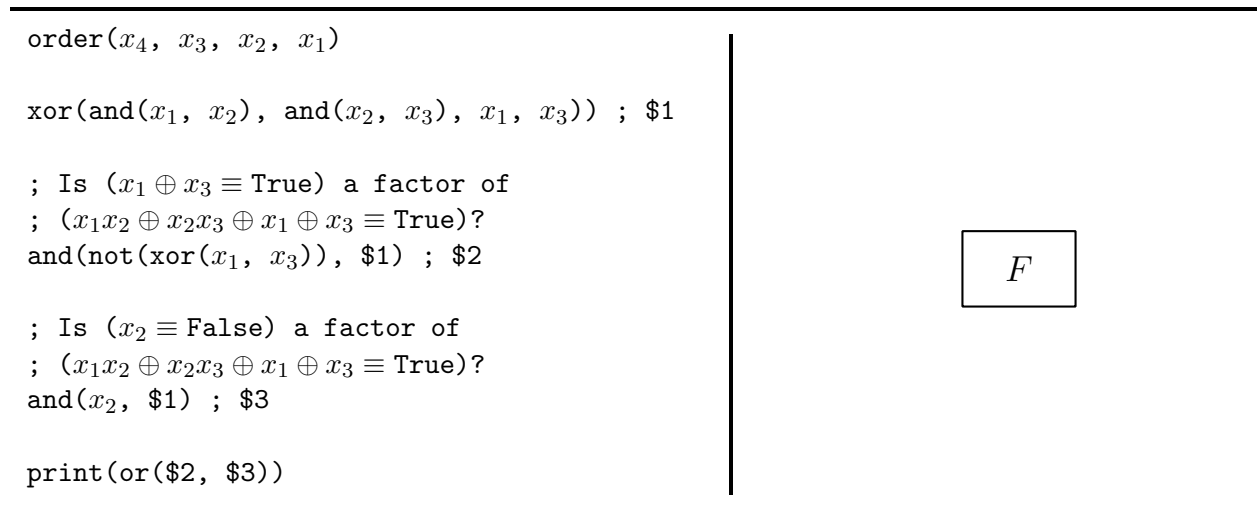 order(x₄, x₃, x₂, x₁)
xor(and(x₁, x₂), and(x₂, x₃), x₁, x₃)) ; $1
; Is (x₁ ⊕ x₃ ≡ True) a factor of
; (x₁x₂ ⊕ x₂x₃ ⊕ x₁ ⊕ x₃ ≡ True)?
and(not(xor(x₁, x₃)), $1) ; $2
; Is (x₂ ≡ False) a factor of
; (x₁x₂ ⊕ x₂x₃ ⊕ x₁ ⊕ x₃ ≡ True)?
and(x₂, $1) ; $3
print(or($2, $3))
F